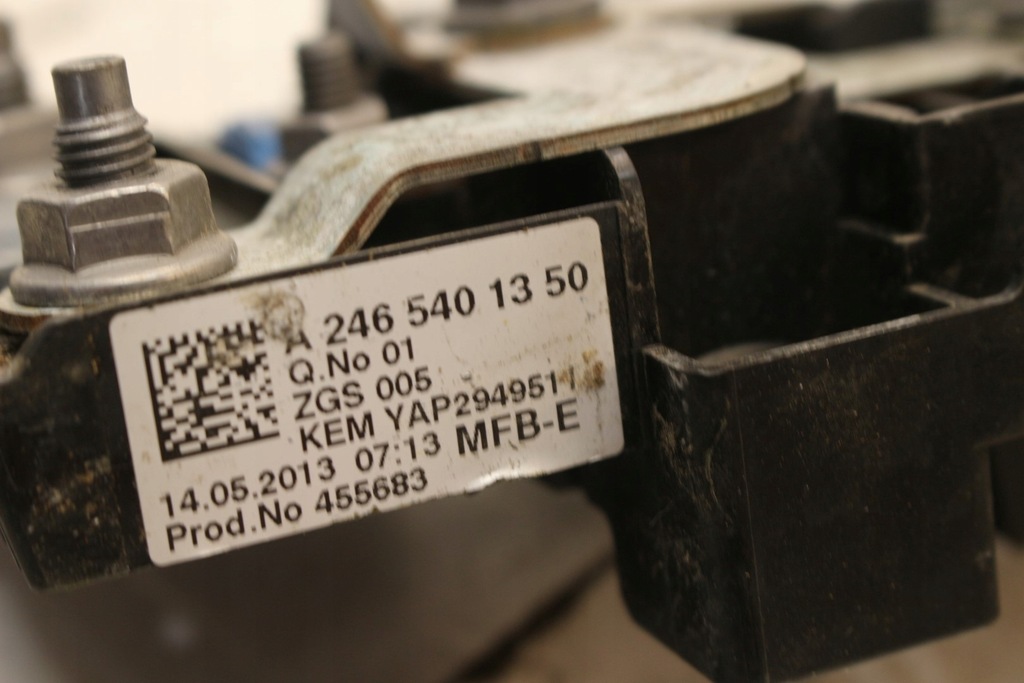 A 246 540 13 50
Q.No 01
ZGS 005
KEM YAP2949511
MFB-E
14.05.2013 07:13
Prod.No 455683